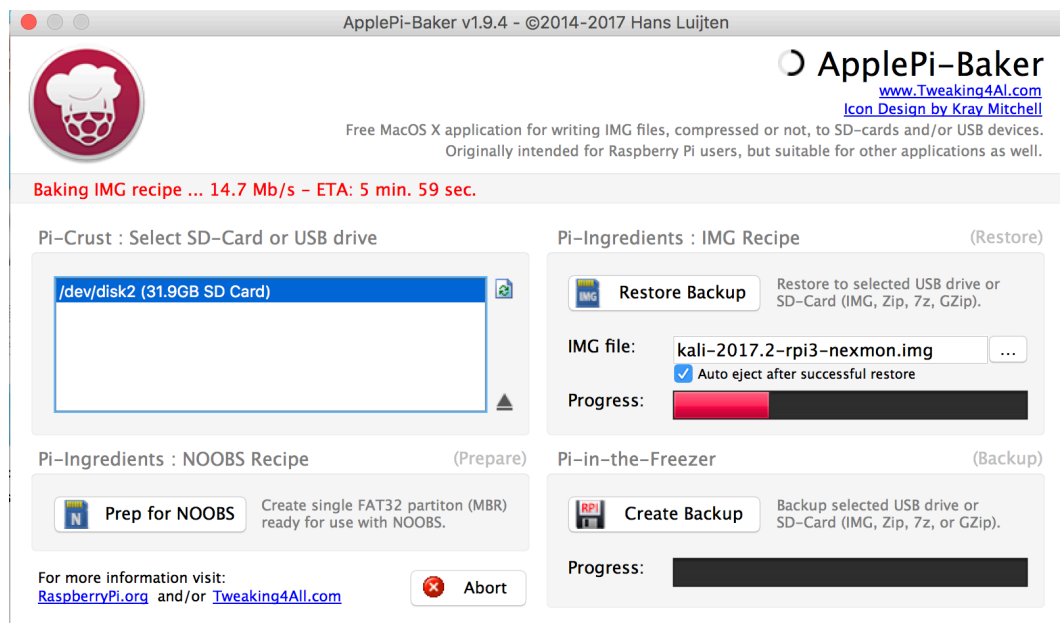 ApplePi-Baker v1.9.4 - ©2014-2017 Hans Luijten
ApplePi-Baker
www.Tweaking4Al.com
Icon Design by Kray Mitchell
Free MacOS X application for writing IMG files, compressed or not, to SD-cards and/or USB devices.
Originally intended for Raspberry Pi users, but suitable for other applications as well.
Baking IMG recipe ... 14.7 Mb/s - ETA: 5 min. 59 sec.
Pi-Crust : Select SD-Card or USB drive
/dev/disk2 (31.9GB SD Card)
Pi-Ingredients : IMG Recipe (Restore)
IMG
Restore Backup
Restore to selected USB drive or
SD-Card (IMG, Zip, 7z, GZip).
IMG file: kali-2017.2-rpi3-nexmon.img ...
Auto eject after successful restore
Progress:
Pi-Ingredients : NOOBS Recipe (Prepare)
N
Prep for NOOBS
Create single FAT32 partiton (MBR)
ready for use with NOOBS.
Pi-in-the-Freezer (Backup)
RPI
Create Backup
Backup selected USB drive or
SD-Card (IMG, Zip, 7z, or GZip).
Progress:
For more information visit:
RaspberryPi.org and/or Tweaking4All.com
Abort